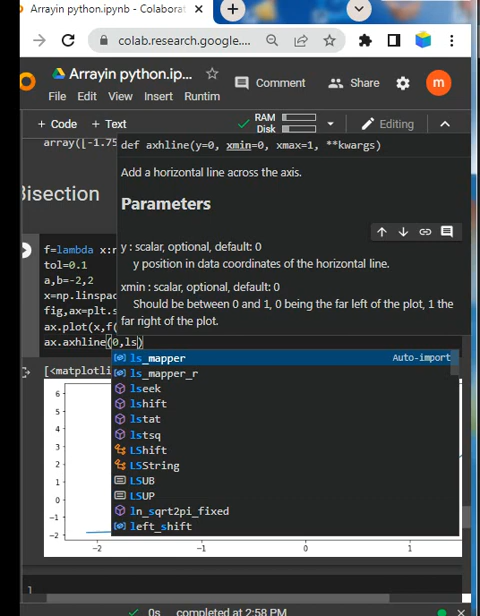 Arrayin python.ipynb - Colaborat
colab.research.google....
Arrayin python.ip...
Comment
Share
m
File Edit View Insert Runtim
+ Code + Text
RAM
Disk
Editing
array([-1.75
def axhline(y=0, xmin=0, xmax=1, **kwargs)
Add a horizontal line across the axis.
Bisection
Parameters
y : scalar, optional, default: 0
y position in data coordinates of the horizontal line.
xmin : scalar, optional, default: 0
Should be between 0 and 1, 0 being the far left of the plot, 1 the
far right of the plot.
f=lambda x:n
tol=0.1
a,b=-2,2
x=np.linspac
fig,ax=plt.s
ax.plot(x,f(
ax.axhline(0,ls)
ls_mapper Auto-import
ls_mapper_r
lseek
lshift
lstat
lstsq
LShift
LSString
LSUB
LSUP
ln_sqrt2pi_fixed
left_shift
[<matplotli
6
5
4
3
2
1
0
−1
−2
−2 −1 0 1
1
0s completed at 2:58 PM